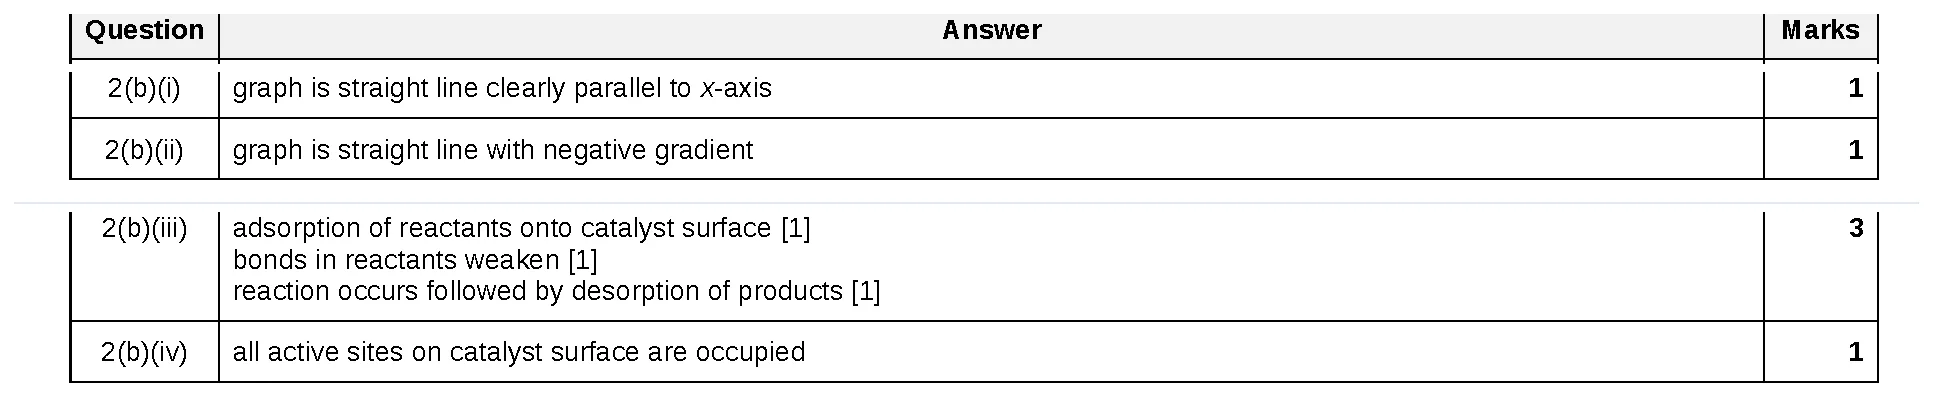 Question Answer Marks
2(b)(i) graph is straight line clearly parallel to x-axis 1
2(b)(ii) graph is straight line with negative gradient 1
2(b)(iii) adsorption of reactants onto catalyst surface [1] 3
bonds in reactants weaken [1]
reaction occurs followed by desorption of products [1]
2(b)(iv) all active sites on catalyst surface are occupied 1